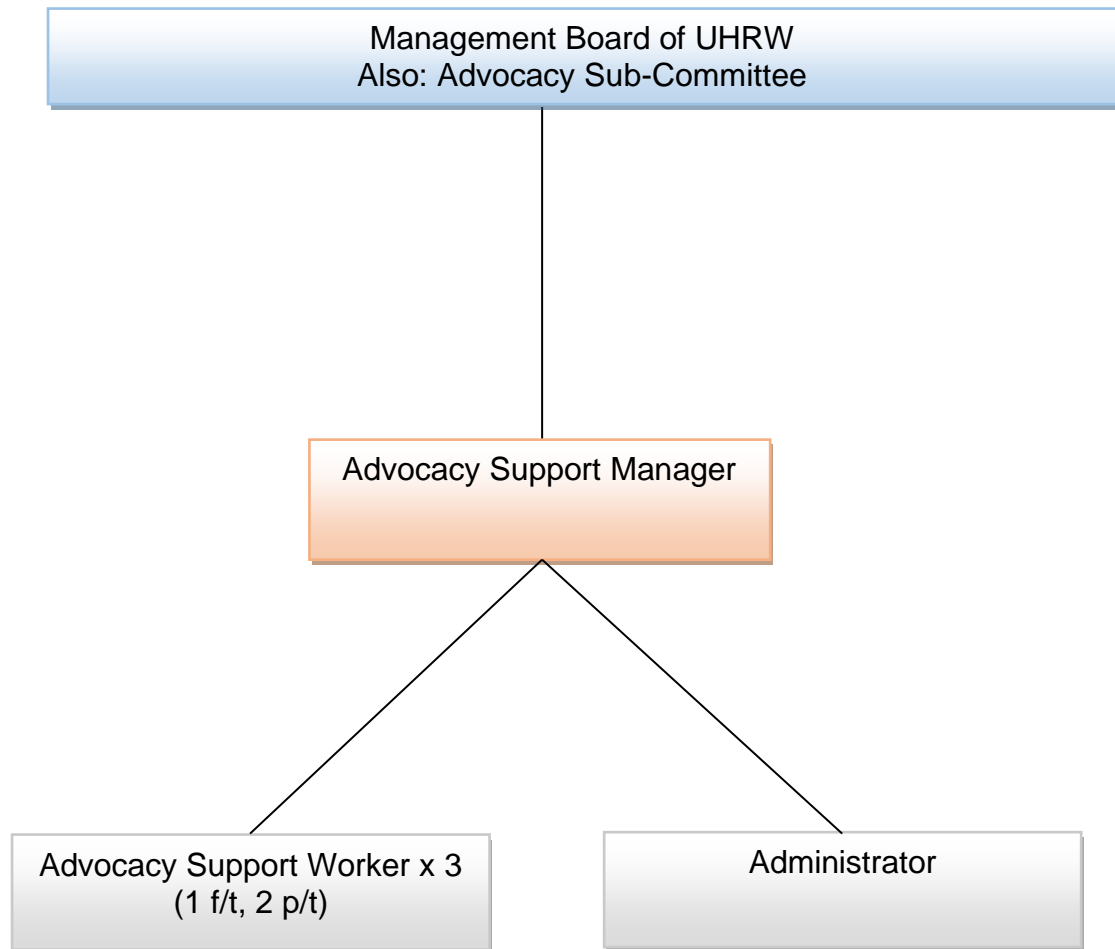 Management Board of UHRW
Also: Advocacy Sub-Committee
Advocacy Support Manager
Advocacy Support Worker x 3
(1 f/t, 2 p/t)
Administrator